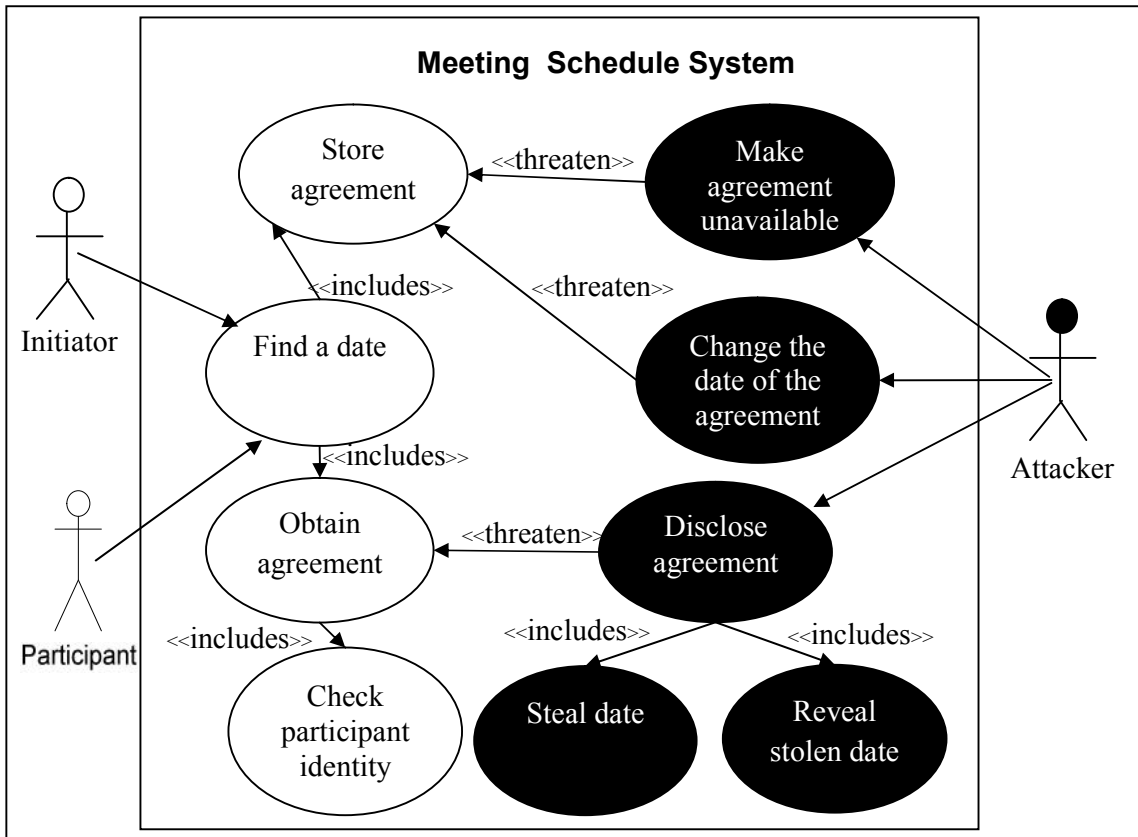 Meeting Schedule System
Store
agreement
<<threaten>>
Make
agreement
unavailable
Initiator
<<includes>>
<<threaten>>
Find a date
Change the
date of the
agreement
Attacker
<<includes>>
Participant
Obtain
agreement
<<threaten>>
Disclose
agreement
<<includes>>
<<includes>>
<<includes>>
Check
participant
identity
Steal date
Reveal
stolen date